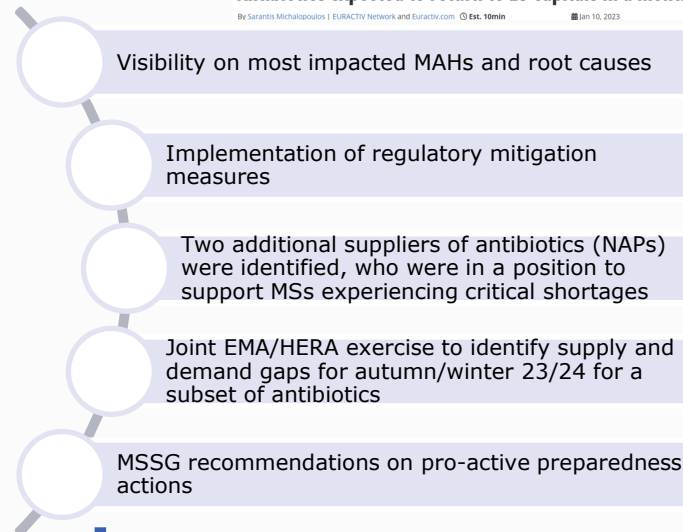 By Sarantis Michalopoulos | EURACTIV Network and Euractiv.com Est. 10min Jan 10, 2023
Visibility on most impacted MAHs and root causes
Implementation of regulatory mitigation
measures
Two additional suppliers of antibiotics (NAPs)
were identified, who were in a position to
support MSs experiencing critical shortages
Joint EMA/HERA exercise to identify supply and
demand gaps for autumn/winter 23/24 for a
subset of antibiotics
MSSG recommendations on pro-active preparedness
actions